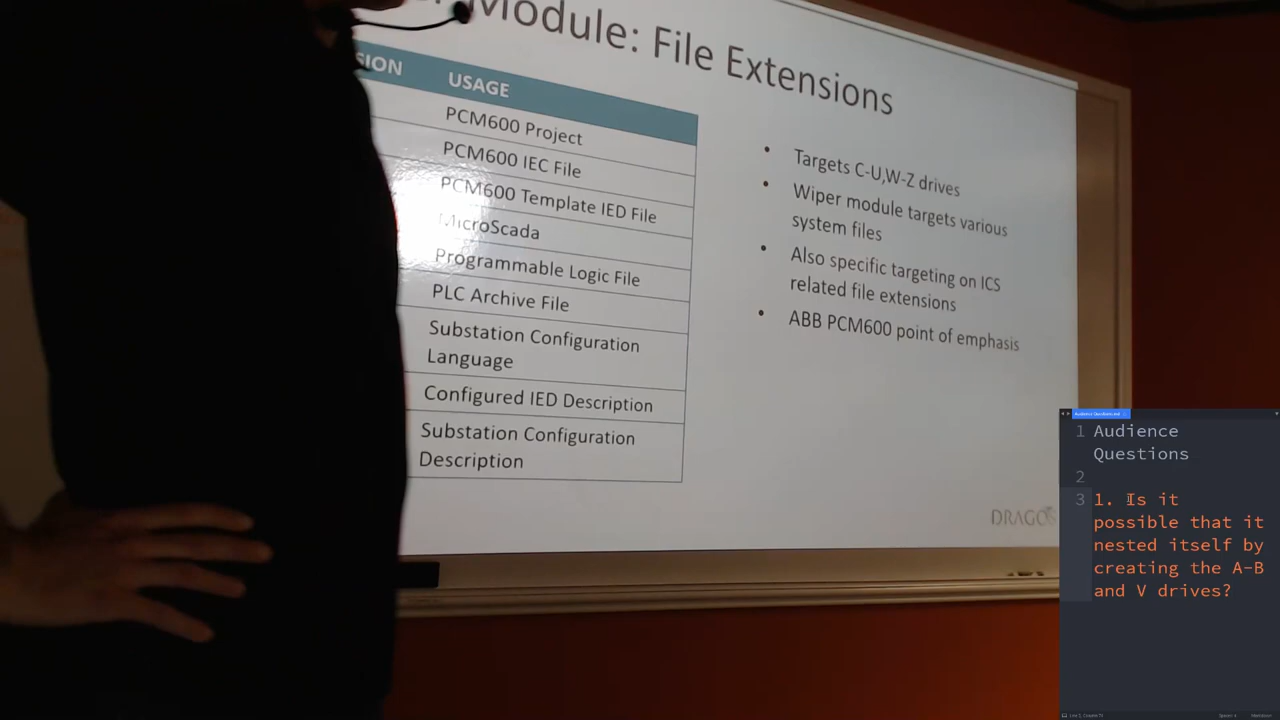 Module: File Extensions
USAGE
PCM600 Project
PCM600 IEC File
PCM600 Template IED File
MicroScada
Programmable Logic File
PLC Archive File
Substation Configuration
Language
Configured IED Description
Substation Configuration
Description
• Targets C-U,W-Z drives
• Wiper module targets various
system files
• Also specific targeting on ICS
related file extensions
• ABB PCM600 point of emphasis
DRAGOS
1 Audience
Questions
2
3 1. Is it
possible that it
nested itself by
creating the A-B
and V drives?